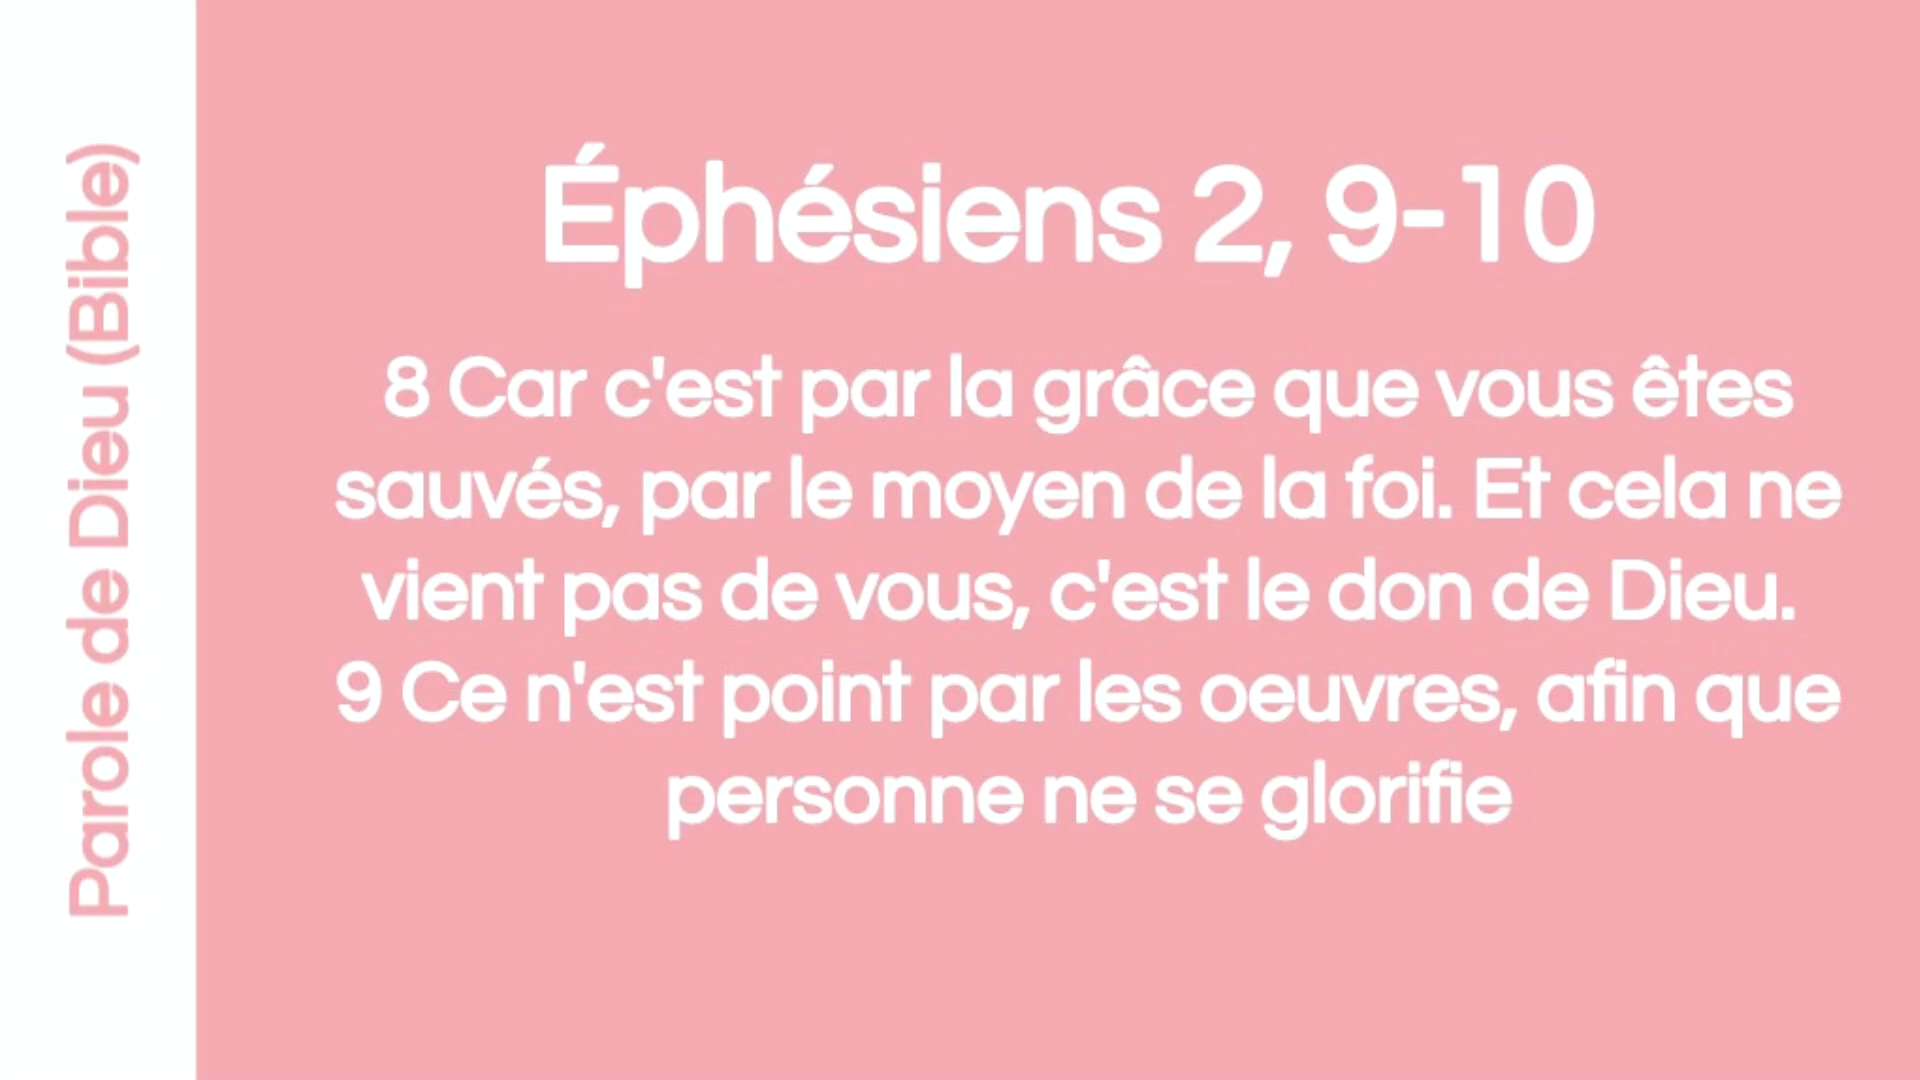 Parole de Dieu (Bible)
Éphésiens 2, 9-10
8 Car c'est par la grâce que vous êtes
sauvés, par le moyen de la foi. Et cela ne
vient pas de vous, c'est le don de Dieu.
9 Ce n'est point par les oeuvres, afin que
personne ne se glorifie